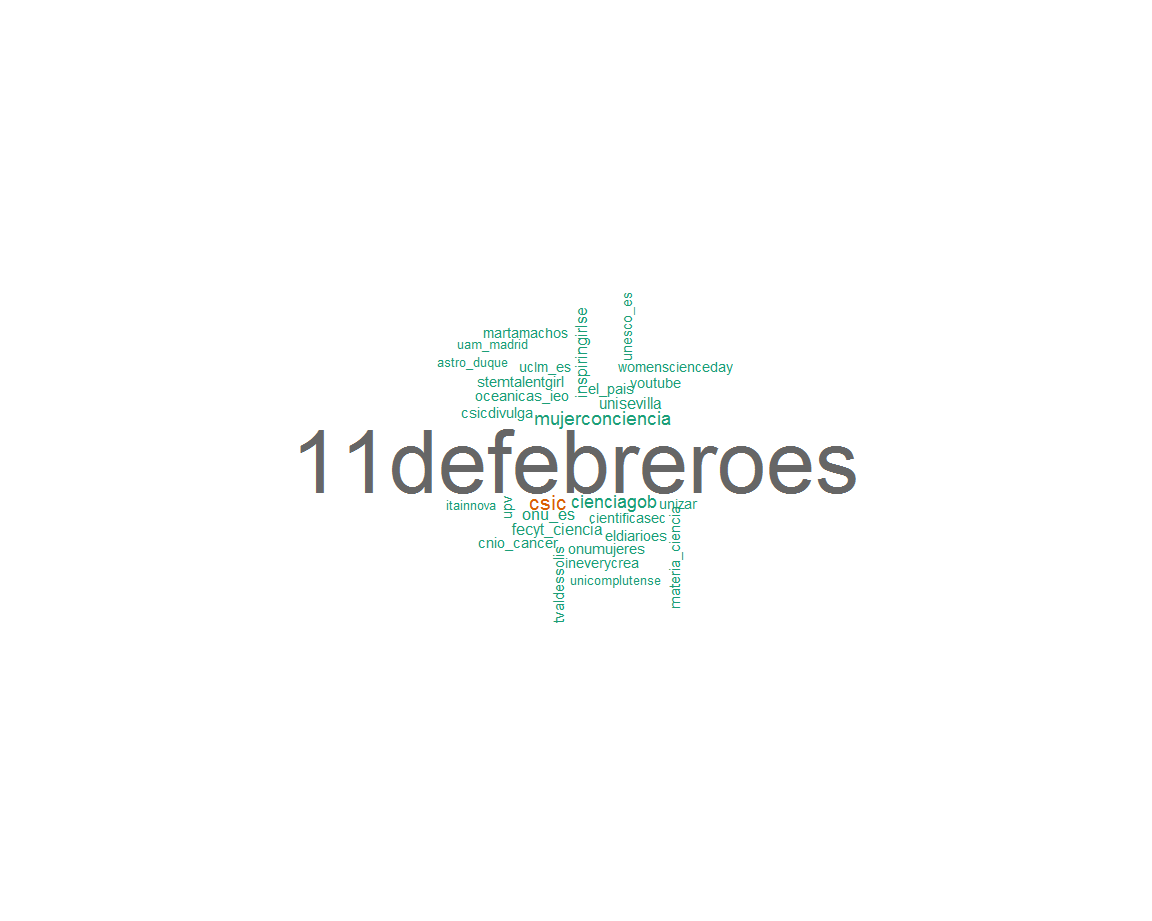 unesco_es
inspiringirlse
martamachos
uam_madrid
astro_duque
uclm_es
womenscienceday
stemtalentgirl
el_pais
youtube
oceanicas_ieo
unisevilla
csicdivulga
mujerconciencia
11defebreroes
itainnova
upv
csic
cienciagob
unizar
onu_es
cientificasec
materia_ciencia
fecyt_ciencia
eldiarioes
cnio_cancer
onumujeres
tvaldessolis
ineverycrea
unicomplutense